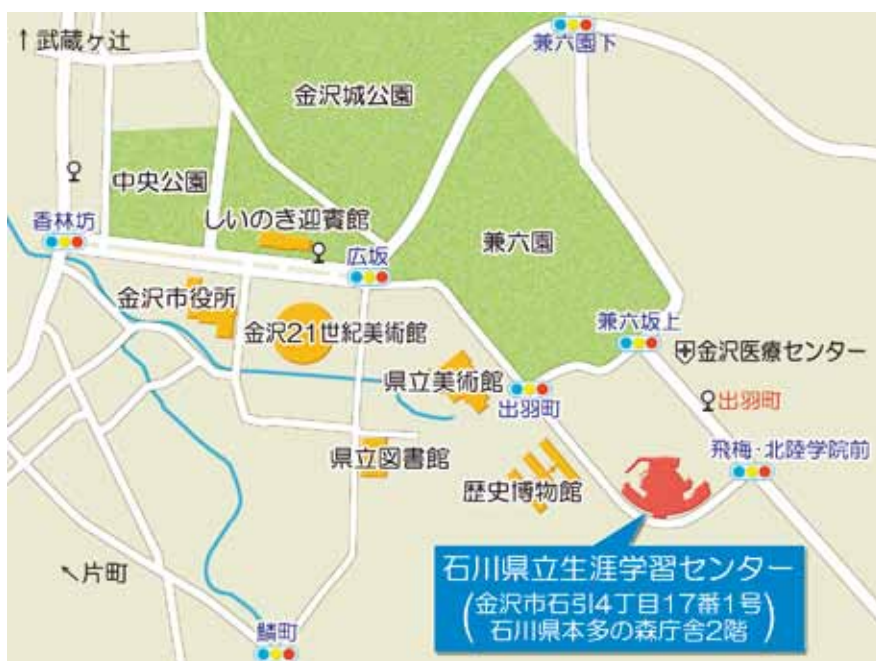 ↑武蔵ヶ辻
兼六園下
金沢城公園
中央公園
香林坊
しいのき迎賓館
広坂
兼六園
金沢市役所
金沢21世紀美術館
兼六坂上
金沢医療センター
県立美術館
出羽町
出羽町
県立図書館
歴史博物館
飛梅・北陸学院前
石川県立生涯学習センター
(金沢市石引4丁目17番1号
石川県本多の森庁舎2階)
↖片町
鱗町